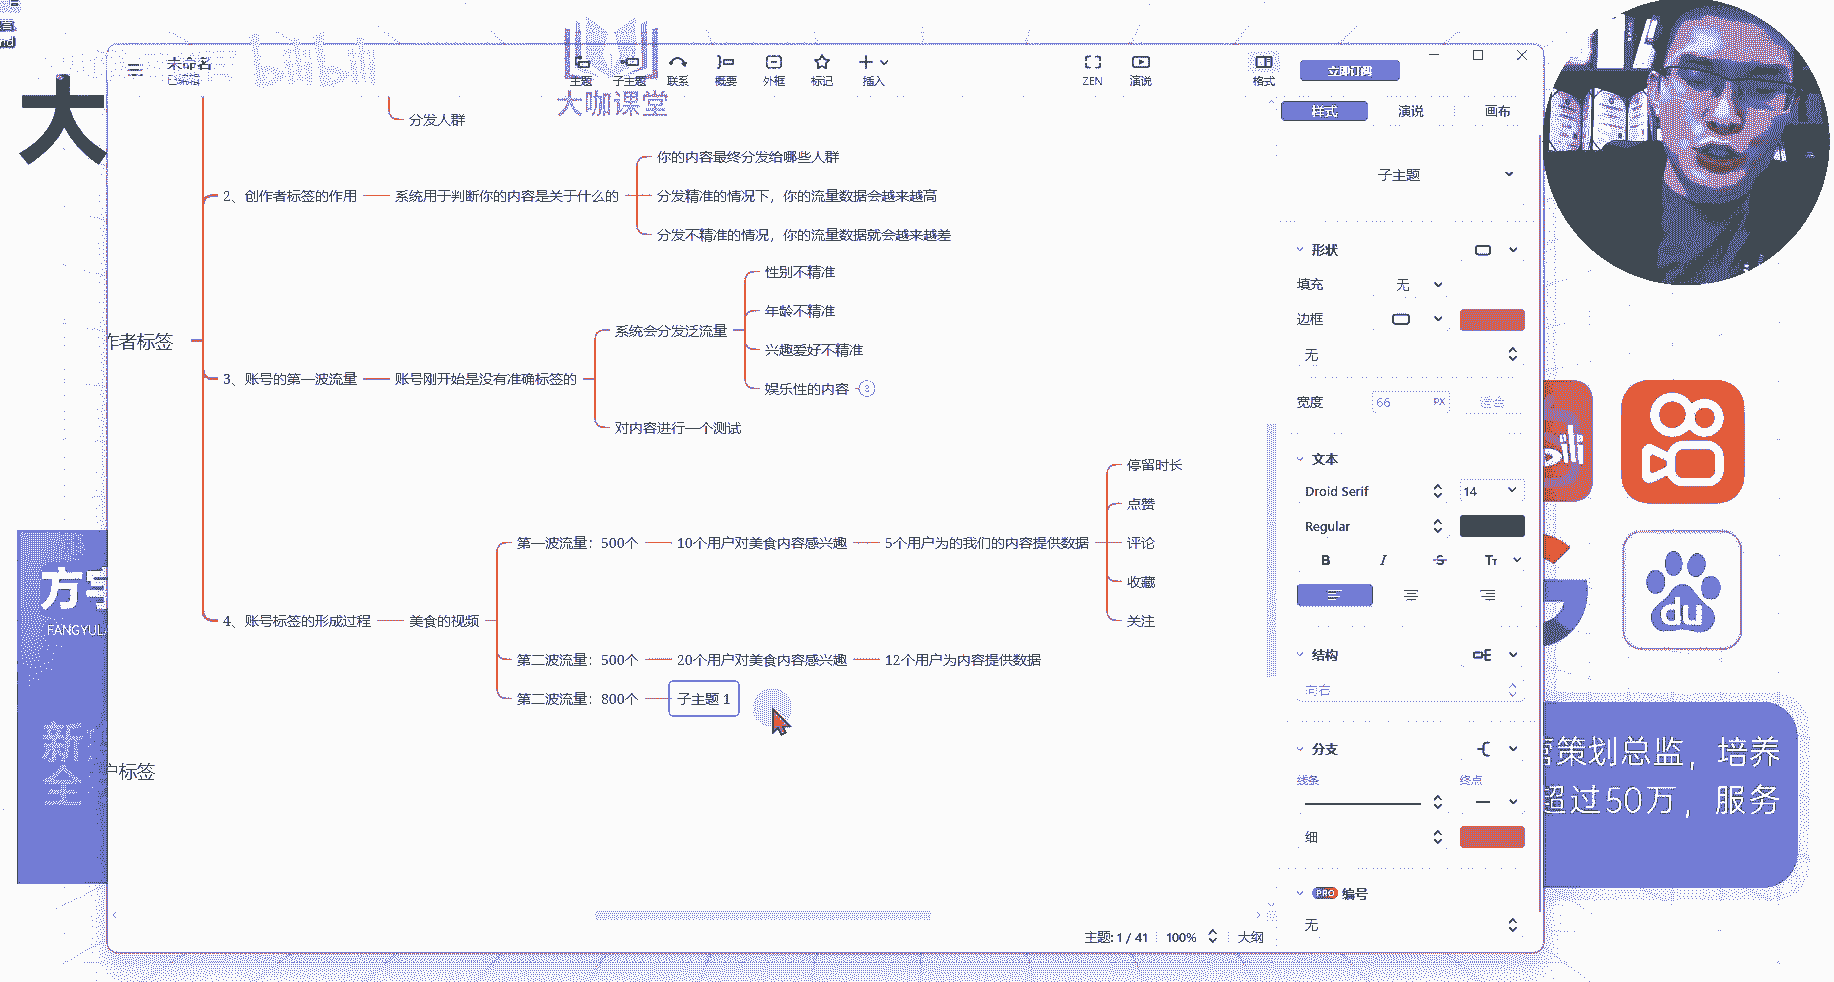 大
bilibili
大咖课堂
未命名
已编辑
主题
子主题
联系
概要
外框
标记
插入
ZEN
演说
格式
立即订阅
样式
演说
画布
分发人群
2、创作者标签的作用
系统用于判断你的内容是关于什么的
你的内容最终分发给哪些人群
分发精准的情况下，你的流量数据会越来越高
分发不精准的情况，你的流量数据就会越来越差
作者标签
3、账号的第一波流量
账号刚开始是没有准确标签的
系统会分发泛流量
性别不精准
年龄不精准
兴趣爱好不精准
娱乐性的内容
3
对内容进行一个测试
4、账号标签的形成过程
美食的视频
第一波流量：500个
10个用户对美食内容感兴趣
5个用户为的我们的内容提供数据
停留时长
点赞
评论
收藏
关注
第二波流量：500个
20个用户对美食内容感兴趣
12个用户为内容提供数据
第二波流量：800个
子主题 1
户标签
子主题
形状
填充
无
边框
无
宽度
66
PX
文本
Droid Serif
14
Regular
B
I
S
Tт
结构
向右
分支
线条
终点
细
PRO 编号
无
主题: 1 / 41
100%
大纲
方宇
FANGYUL
新
全
du
营策划总监，培养
超过50万，服务